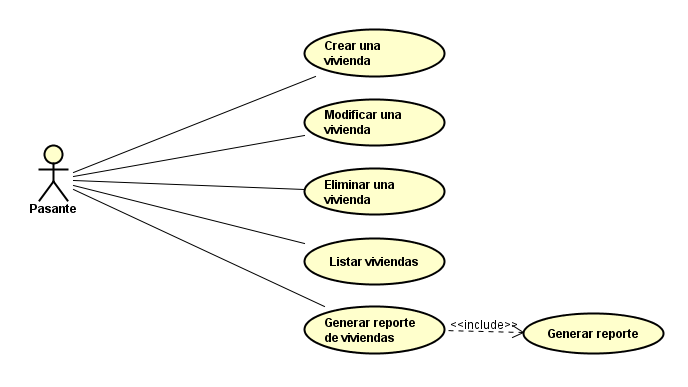 Crear una
vivienda
Modificar una
vivienda
Eliminar una
vivienda
Pasante
Listar viviendas
Generar reporte
de viviendas
<<include>>
Generar reporte